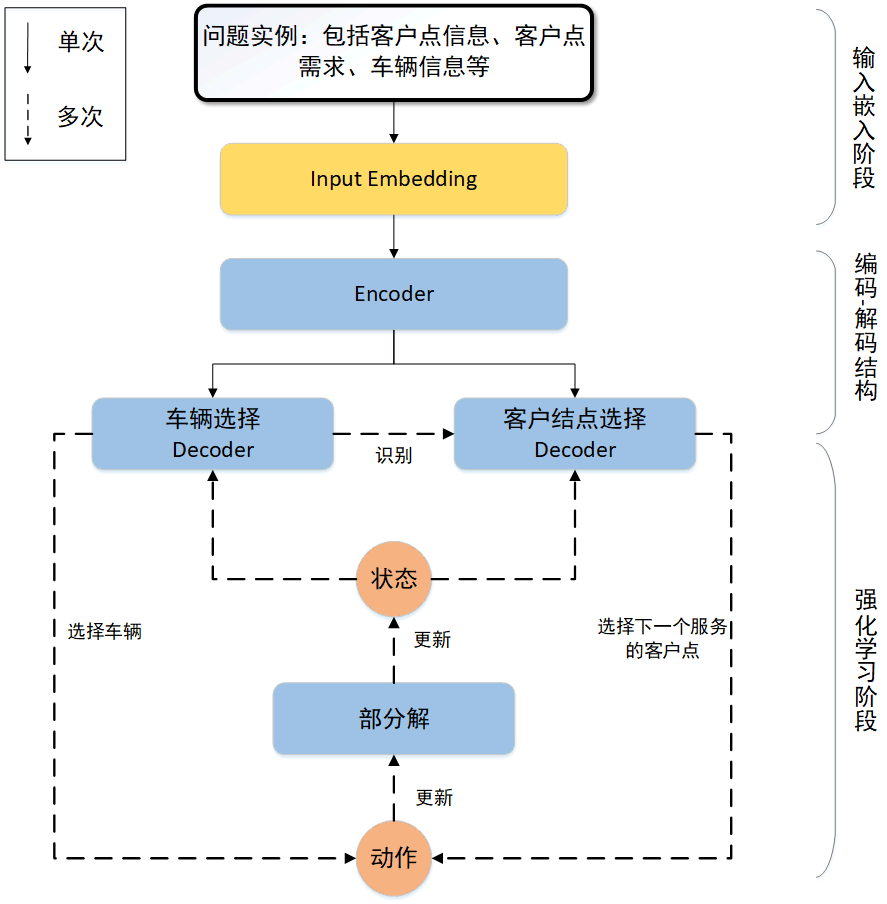 单次
多次
问题实例：包括客户点信息、客户点
需求、车辆信息等
Input Embedding
Encoder
车辆选择
Decoder
识别
客户结点选择
Decoder
状态
更新
选择车辆
选择下一个服务
的客户点
部分解
更新
动作
输入嵌入阶段
编码-解码结构
强化学习阶段